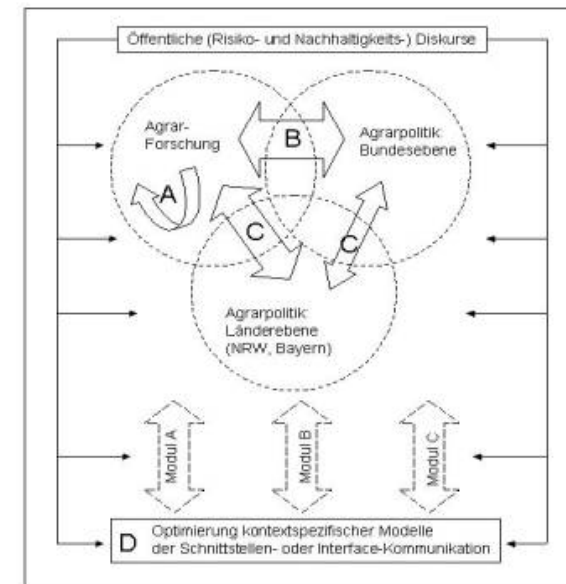 Öffentliche (Risiko- und Nachhaltigkeits-) Diskurse
Agrar-
Forschung
B
Agrarpolitik
Bundesebene
A
C
C
Agrarpolitik
Länderebene
(NRW, Bayern)
Modul A
Modul B
Modul C
D
Optimierung kontextspezifischer Modelle
der Schnittstellen- oder Interface-Kommunikation